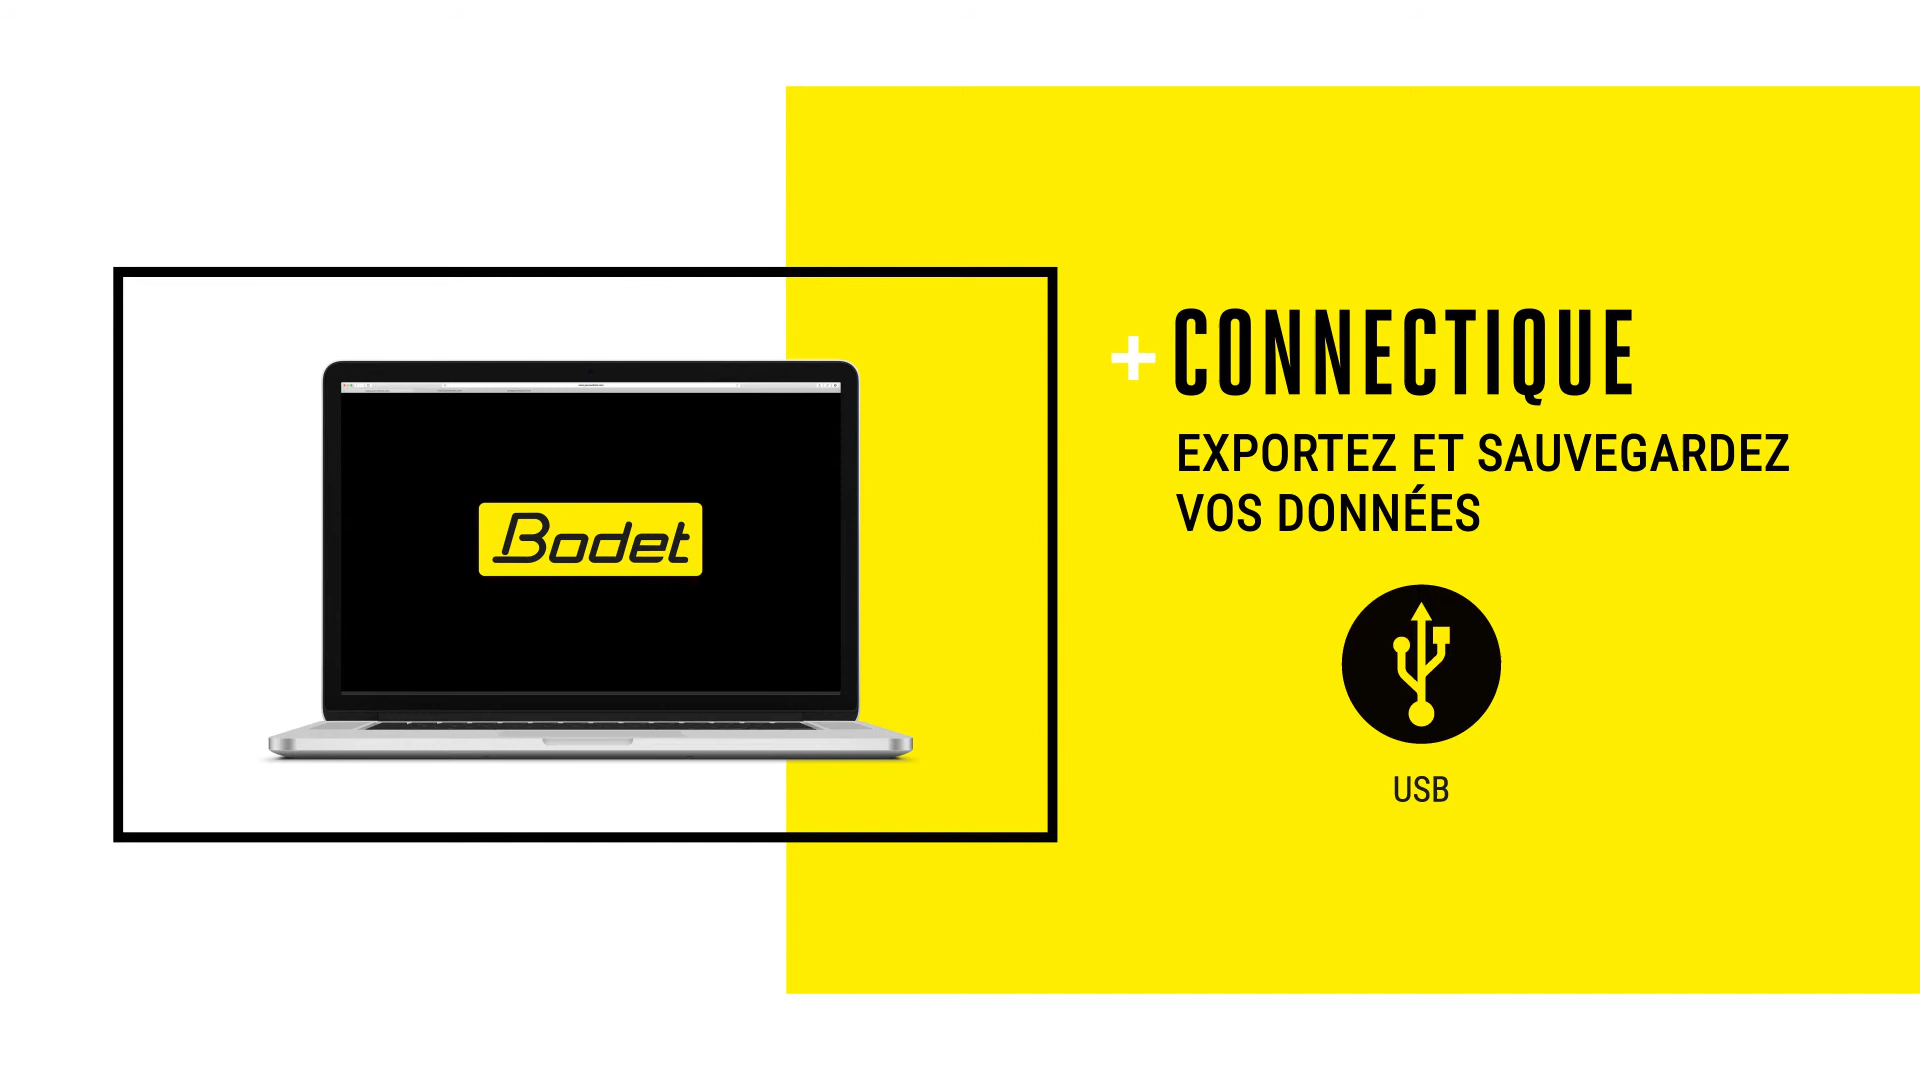 Bodet
+ CONNECTIQUE
EXPORTEZ ET SAUVEGARDEZ
VOS DONNÉES
USB